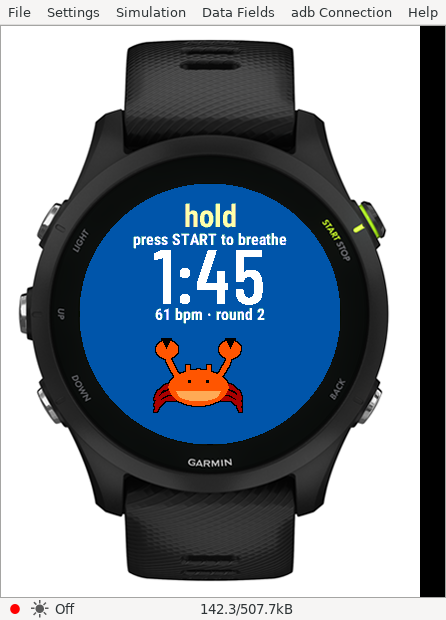 File Settings Simulation Data Fields adb Connection Help
hold
press START to breathe
1:45
61 bpm · round 2
LIGHT
START STOP
UP
DOWN
BACK
GARMIN
Off 142.3/507.7kB